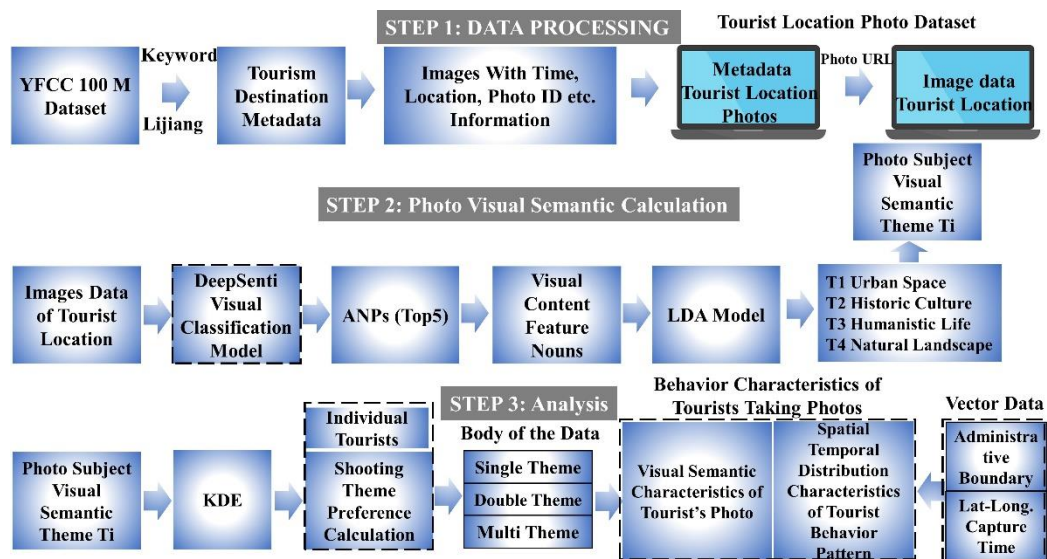 STEP 1: DATA PROCESSING
Tourist Location Photo Dataset
YFCC 100 M
Dataset
Keyword
Lijiang
Tourism
Destination
Metadata
Images With Time,
Location, Photo ID etc.
Information
Metadata
Tourist Location
Photos
Photo URL
Image data
Tourist Location
STEP 2: Photo Visual Semantic Calculation
Photo Subject
Visual
Semantic
Theme Ti
Images Data
of Tourist
Location
DeepSenti
Visual
Classification
Model
ANPs (Top5)
Visual
Content
Feature
Nouns
LDA Model
T1 Urban Space
T2 Historic Culture
T3 Humanistic Life
T4 Natural Landscape
STEP 3: Analysis
Photo Subject
Visual
Semantic
Theme Ti
KDE
Individual
Tourists
Shooting
Theme
Preference
Calculation
Body of the Data
Single Theme
Double Theme
Multi Theme
Behavior Characteristics of
Tourists Taking Photos
Visual Semantic
Characteristics of
Tourist's Photo
Spatial
Temporal
Distribution
Characteristics
of Tourist
Behavior
Pattern
Vector Data
Administra
tive
Boundary
Lat-Long.
Capture
Time